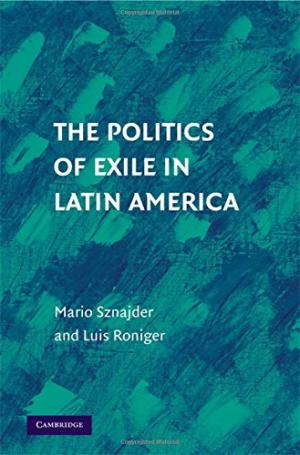 THE POLITICS
OF EXILE IN
LATIN AMERICA
Mario Sznajder
and Luis Roniger
CAMBRIDGE